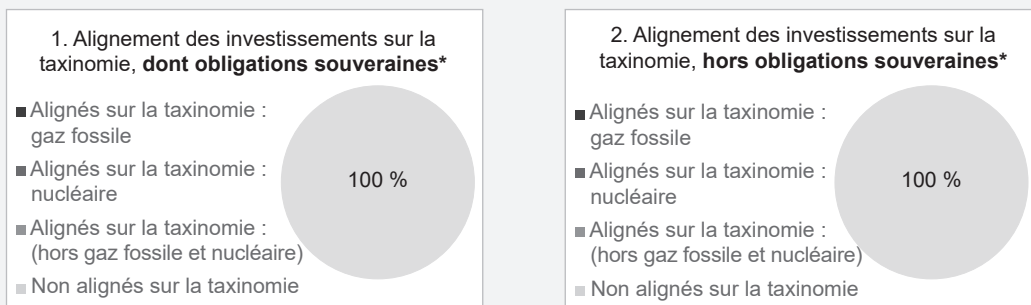 1. Alignement des investissements sur la
taxinomie, dont obligations souveraines*
Alignés sur la taxinomie :
gaz fossile
Alignés sur la taxinomie :
nucléaire
Alignés sur la taxinomie :
(hors gaz fossile et nucléaire)
Non alignés sur la taxinomie
100 %
2. Alignement des investissements sur la
taxinomie, hors obligations souveraines*
Alignés sur la taxinomie :
gaz fossile
Alignés sur la taxinomie :
nucléaire
Alignés sur la taxinomie :
(hors gaz fossile et nucléaire)
Non alignés sur la taxinomie
100 %